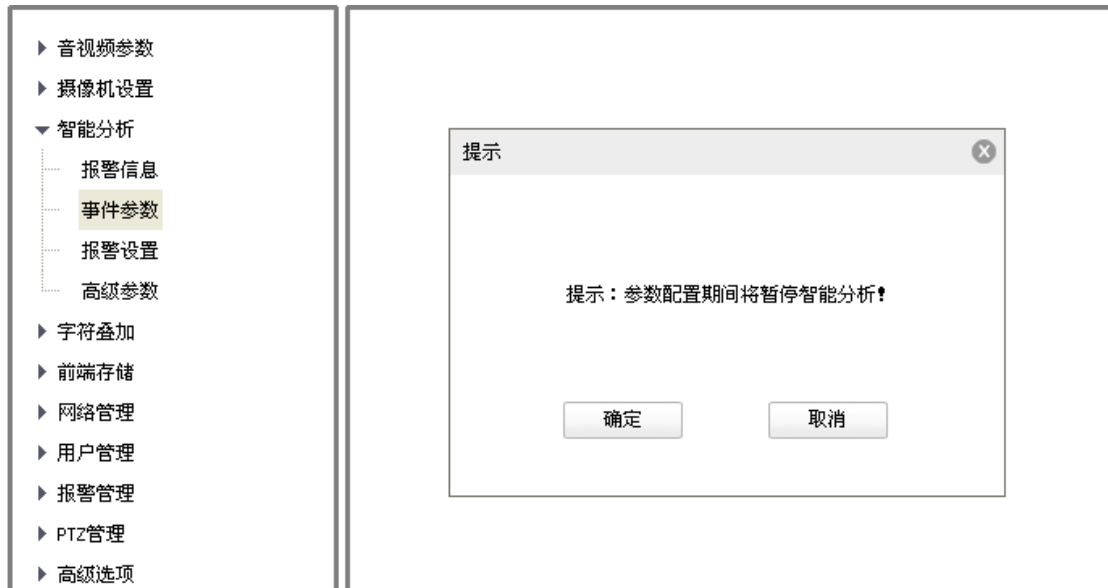 音视频参数
摄像机设置
智能分析
报警信息
事件参数
报警设置
高级参数
字符叠加
前端存储
网络管理
用户管理
报警管理
PTZ管理
高级选项
提示
提示：参数配置期间将暂停智能分析！
确定
取消